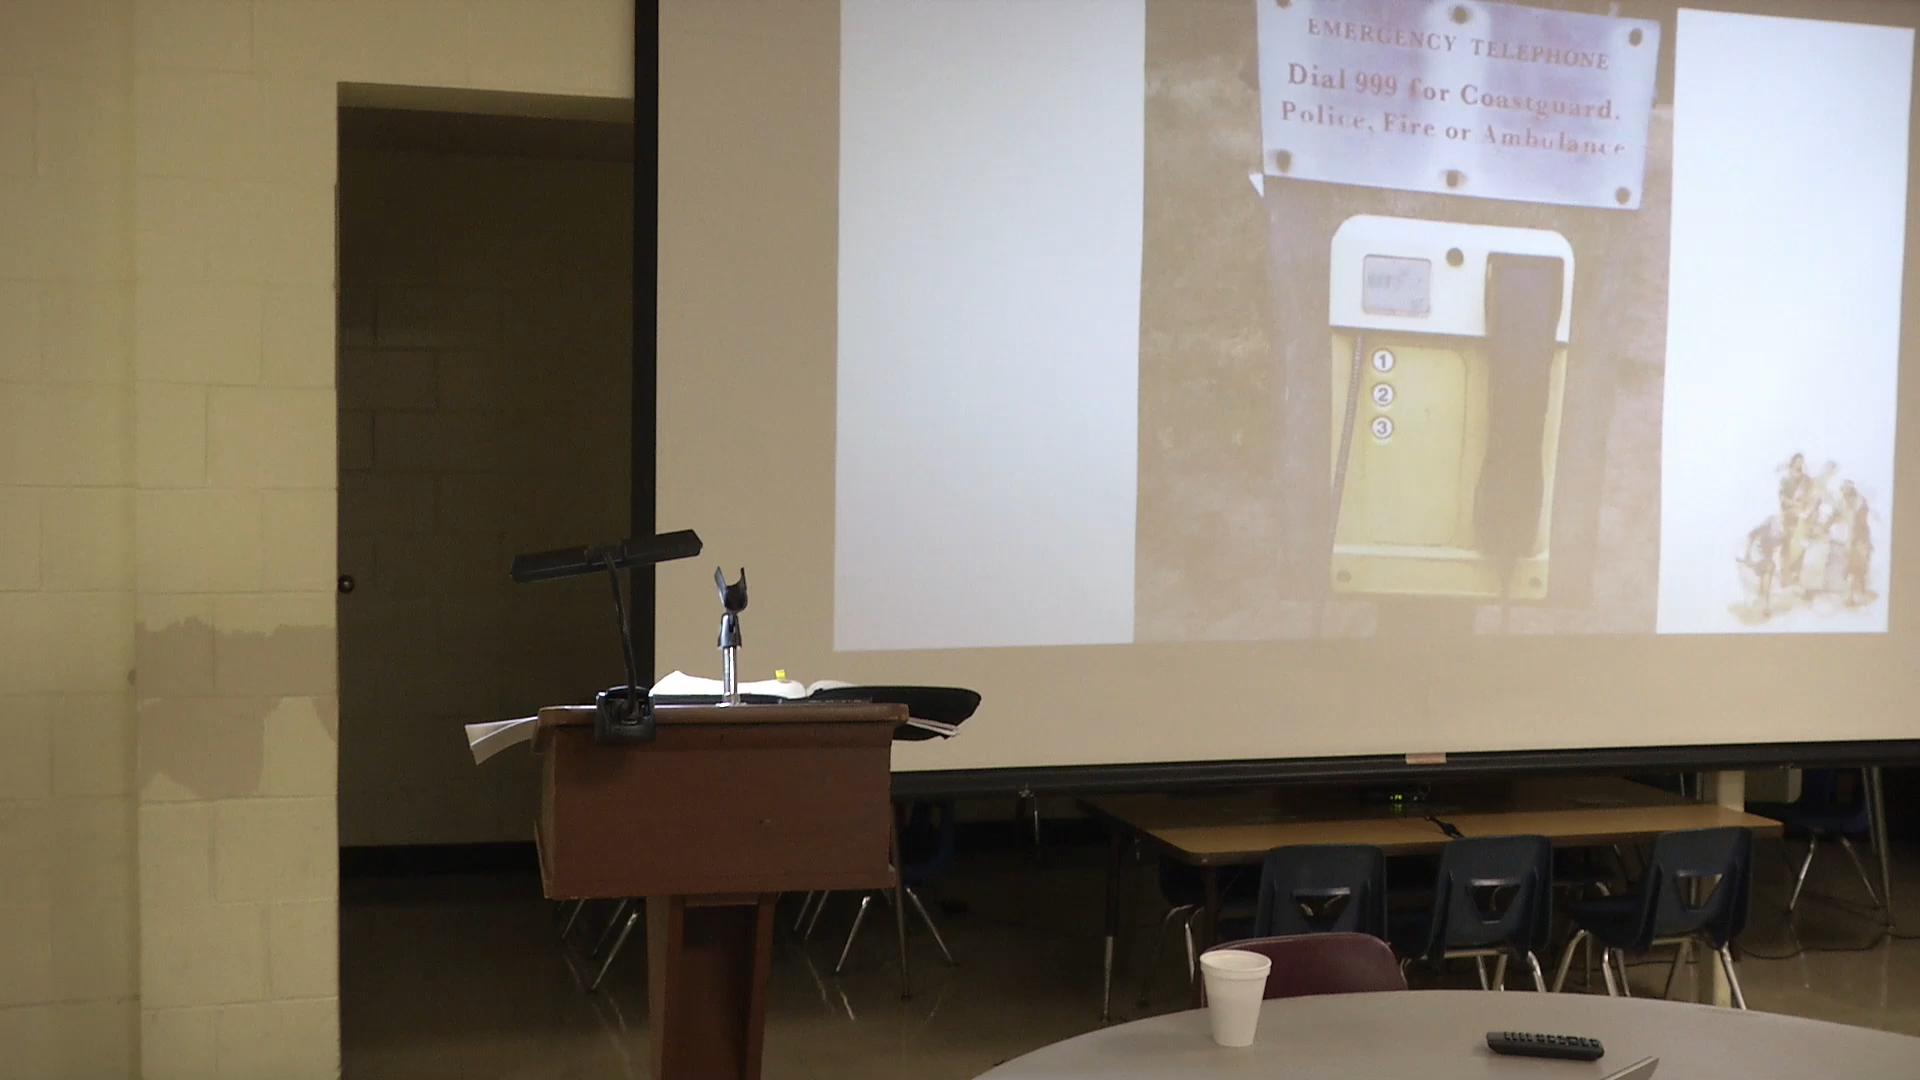 EMERGENCY TELEPHONE
Dial 999 for Coastguard.
Police, Fire or Ambulance
1
2
3